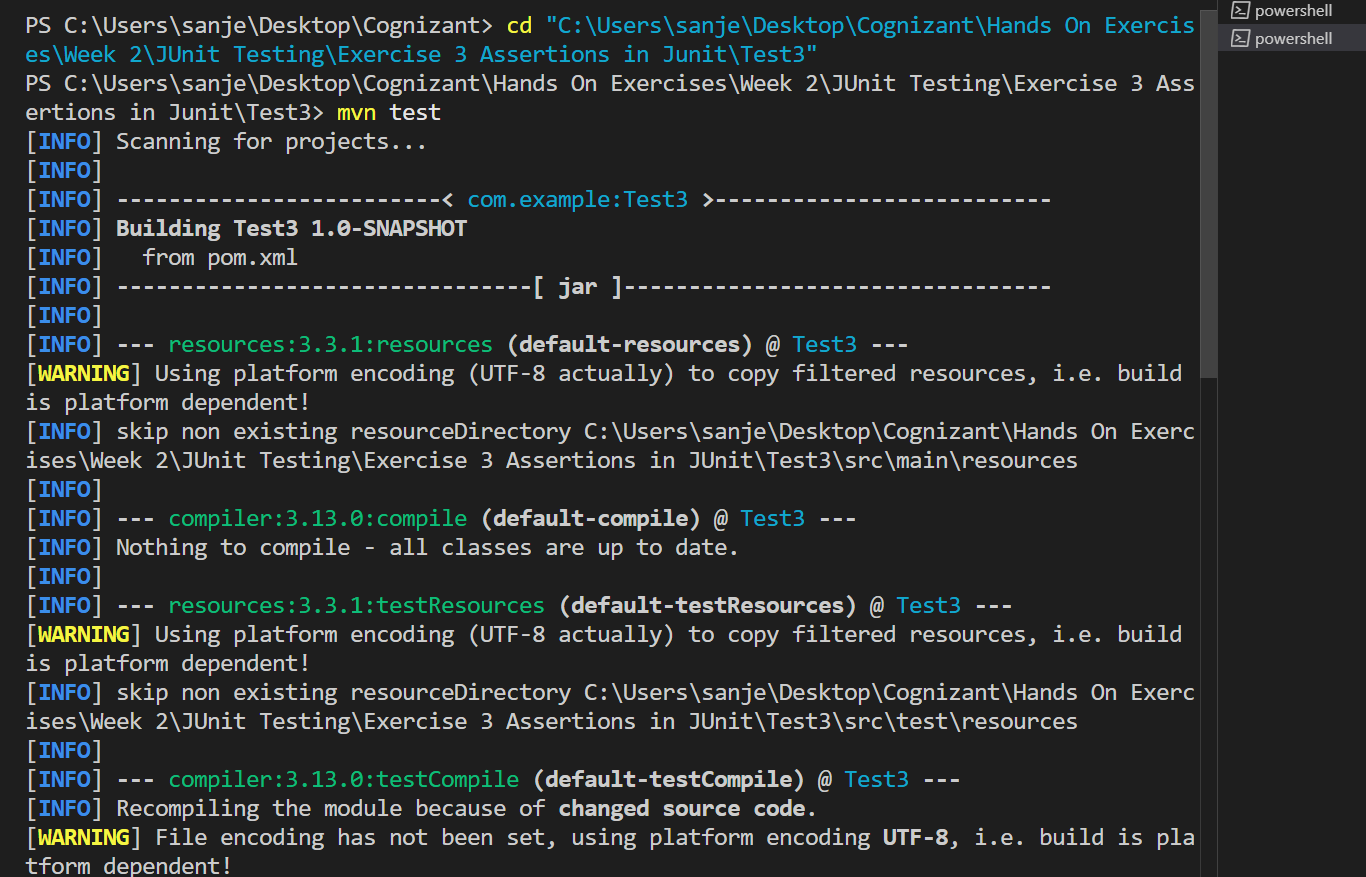 PS C:\Users\sanje\Desktop\Cognizant> cd "C:\Users\sanje\Desktop\Cognizant\Hands On Exercis
es\Week 2\JUnit Testing\Exercise 3 Assertions in Junit\Test3"
PS C:\Users\sanje\Desktop\Cognizant\Hands On Exercises\Week 2\JUnit Testing\Exercise 3 Ass
ertions in Junit\Test3> mvn test
[INFO] Scanning for projects...
[INFO]
[INFO] -------------------------< com.example:Test3 >--------------------------
[INFO] Building Test3 1.0-SNAPSHOT
[INFO]   from pom.xml
[INFO] --------------------------------[ jar ]---------------------------------
[INFO]
[INFO] --- resources:3.3.1:resources (default-resources) @ Test3 ---
[WARNING] Using platform encoding (UTF-8 actually) to copy filtered resources, i.e. build
is platform dependent!
[INFO] skip non existing resourceDirectory C:\Users\sanje\Desktop\Cognizant\Hands On Exerc
ises\Week 2\JUnit Testing\Exercise 3 Assertions in JUnit\Test3\src\main\resources
[INFO]
[INFO] --- compiler:3.13.0:compile (default-compile) @ Test3 ---
[INFO] Nothing to compile - all classes are up to date.
[INFO]
[INFO] --- resources:3.3.1:testResources (default-testResources) @ Test3 ---
[WARNING] Using platform encoding (UTF-8 actually) to copy filtered resources, i.e. build
is platform dependent!
[INFO] skip non existing resourceDirectory C:\Users\sanje\Desktop\Cognizant\Hands On Exerc
ises\Week 2\JUnit Testing\Exercise 3 Assertions in JUnit\Test3\src\test\resources
[INFO]
[INFO] --- compiler:3.13.0:testCompile (default-testCompile) @ Test3 ---
[INFO] Recompiling the module because of changed source code.
[WARNING] File encoding has not been set, using platform encoding UTF-8, i.e. build is pla
tform dependent!
powershell
powershell